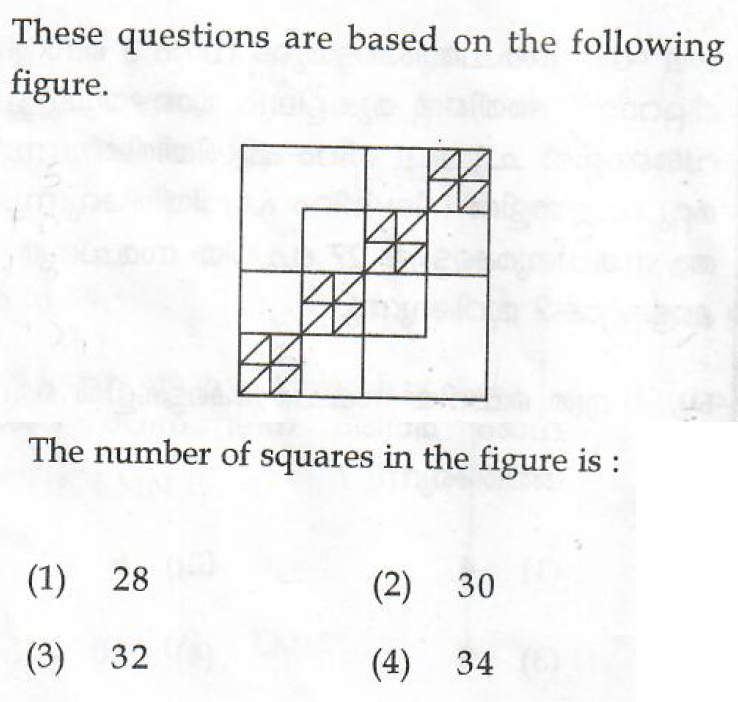 These questions are based on the following
figure.
The number of squares in the figure is :
(1) 28 (2) 30
(3) 32 (4) 34